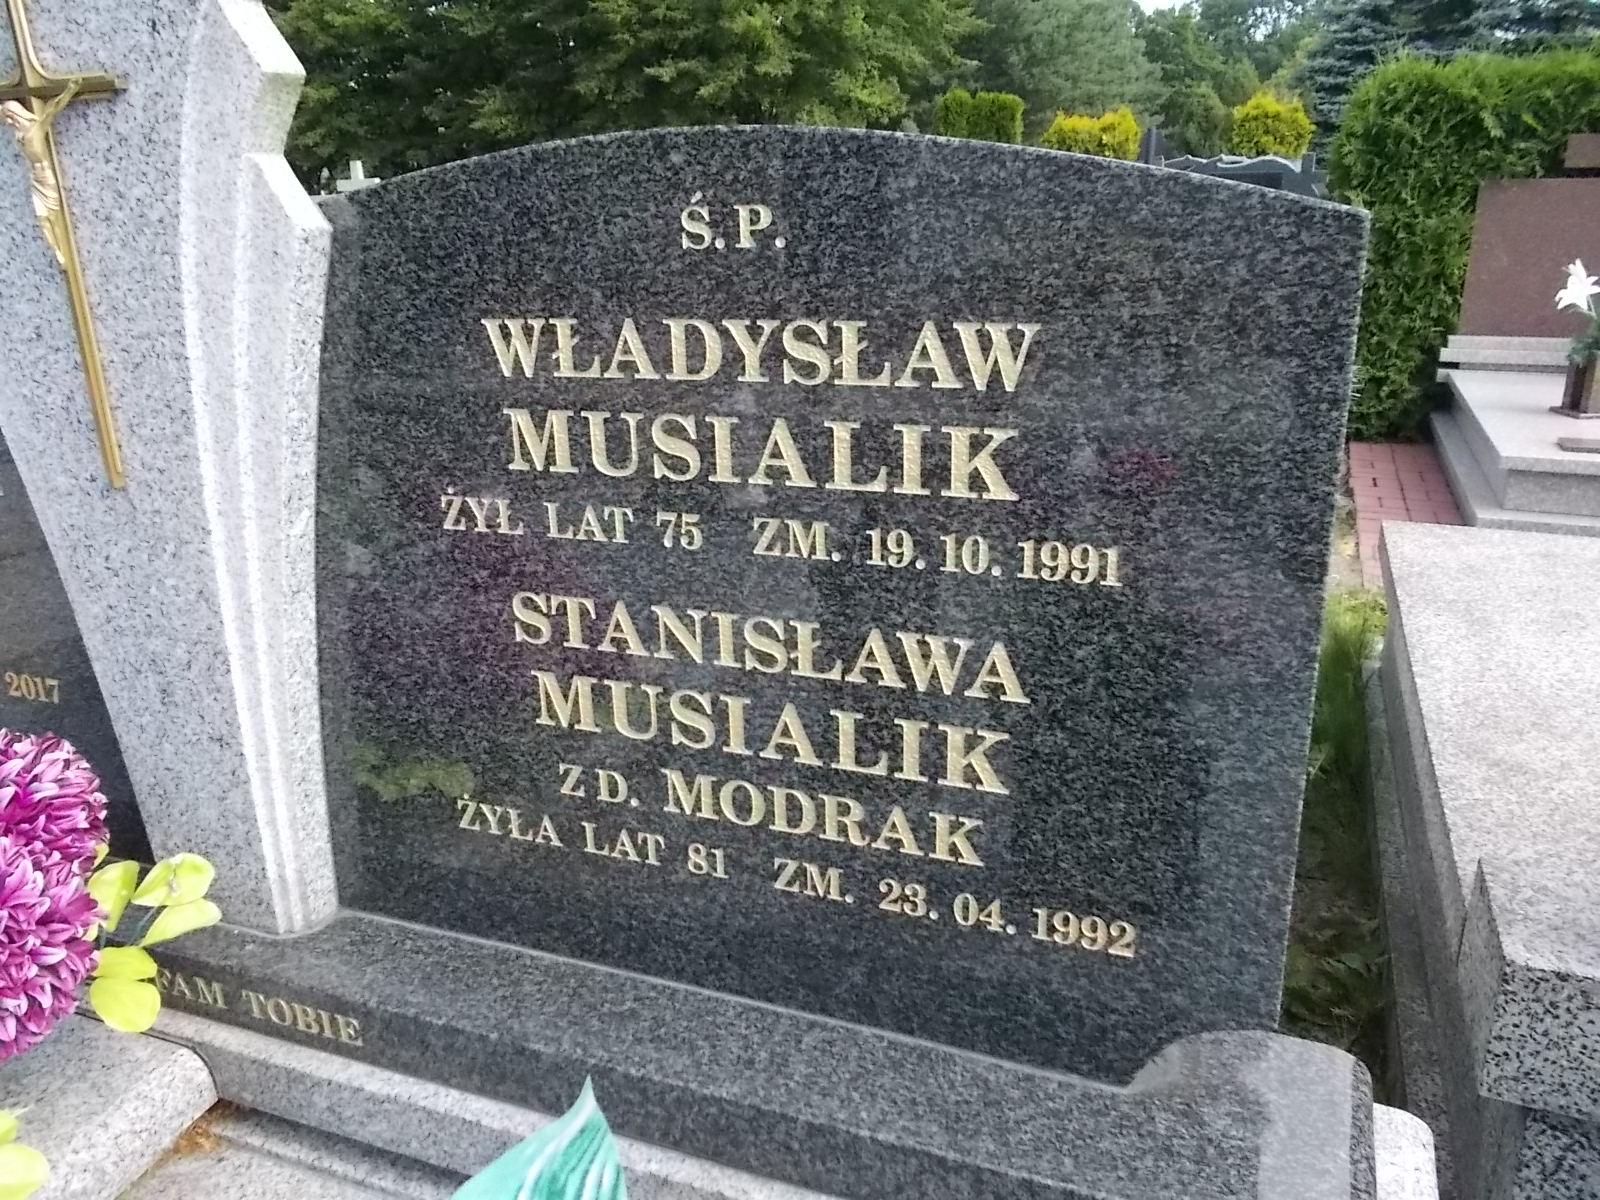 Ś.P.
WŁADYSŁAW
MUSIALIK
ŻYŁ LAT 75 ZM. 19. 10. 1991
STANISŁAWA
MUSIALIK
Z D. MODRAK
ŻYŁA LAT 81 ZM. 23. 04. 1992
2017
FAM TOBIE